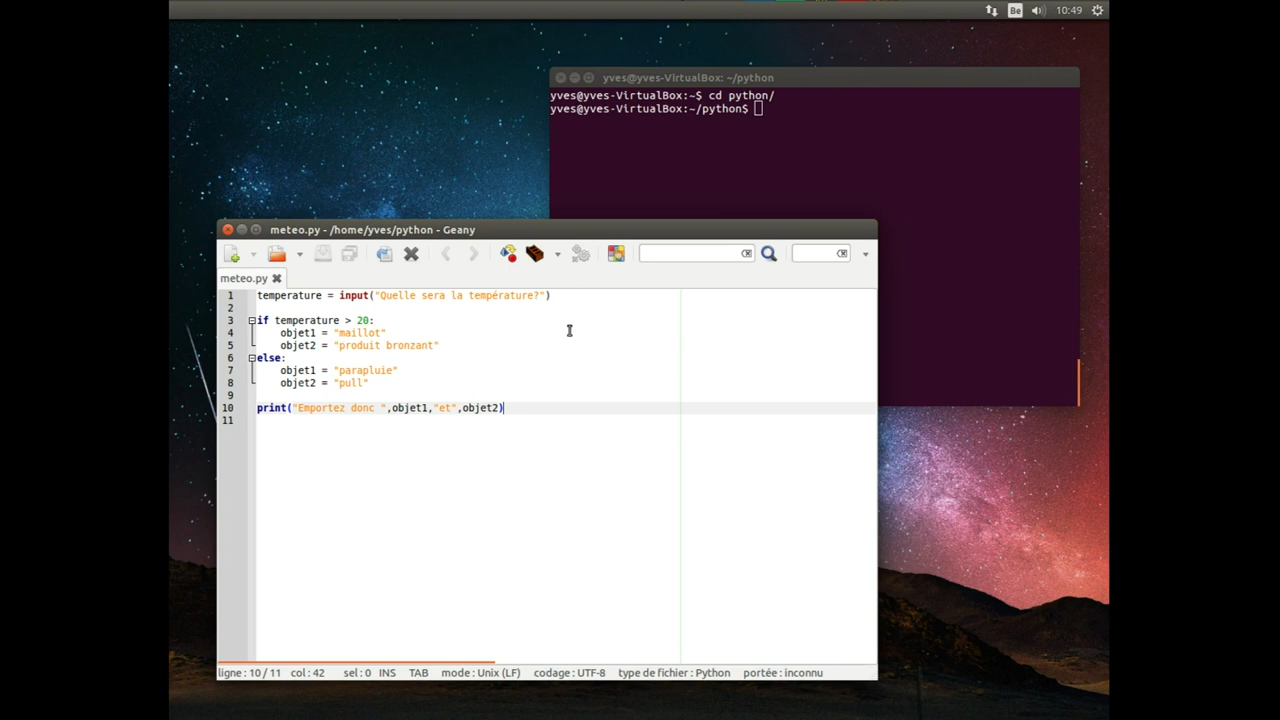 Be 10:49
yves@yves-VirtualBox: ~/python
yves@yves-VirtualBox:~$ cd python/
yves@yves-VirtualBox:~/python$
meteo.py - /home/yves/python - Geany
meteo.py
1 temperature = input("Quelle sera la température?")
2
3 if temperature > 20:
4 objet1 = "maillot"
5 objet2 = "produit bronzant"
6 else:
7 objet1 = "parapluie"
8 objet2 = "pull"
9
10 print("Emportez donc ",objet1,"et",objet2)
11
ligne : 10 / 11 col : 42 sel : 0 INS TAB mode : Unix (LF) codage : UTF-8 type de fichier : Python portée : inconnu